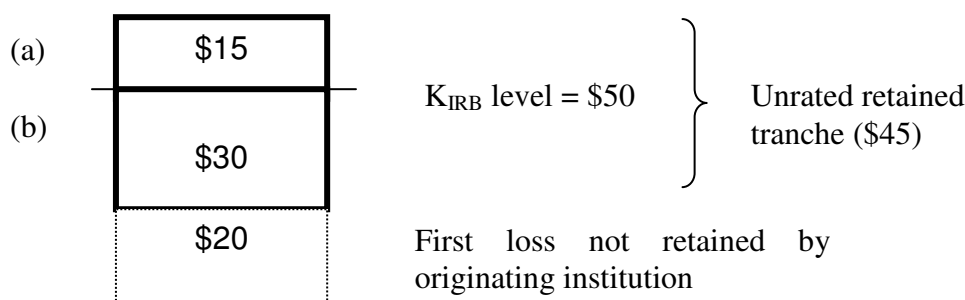 (a)
$15
K_IRB level = $50
Unrated retained
tranche ($45)
(b)
$30
$20
First loss not retained by
originating institution